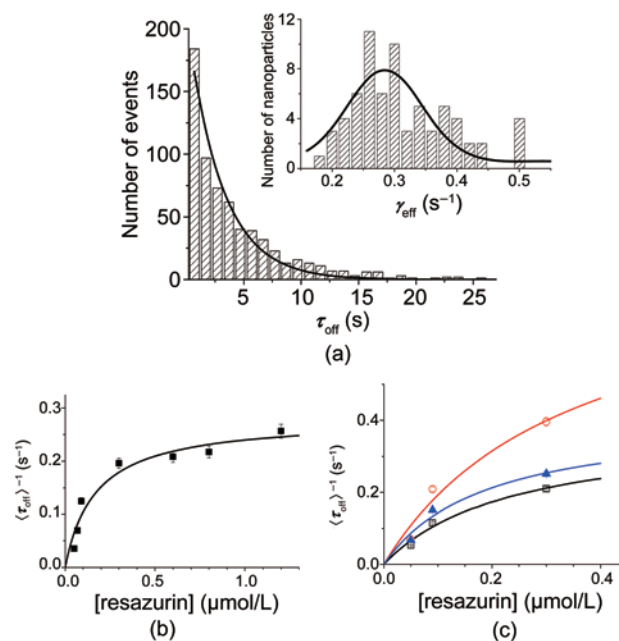 Number of events
200
150
100
50
0
5
10
15
20
25
τoff (s)
Number of nanoparticles
12
8
4
0
0.2
0.3
0.4
0.5
γeff (s⁻¹)
(a)
⟨τoff⟩⁻¹ (s⁻¹)
0.3
0.2
0.1
0.0
0.0
0.6
1.0
[resazurin] (μmol/L)
(b)
⟨τoff⟩⁻¹ (s⁻¹)
0.4
0.2
0.0
0.0
0.2
0.4
[resazurin] (μmol/L)
(c)